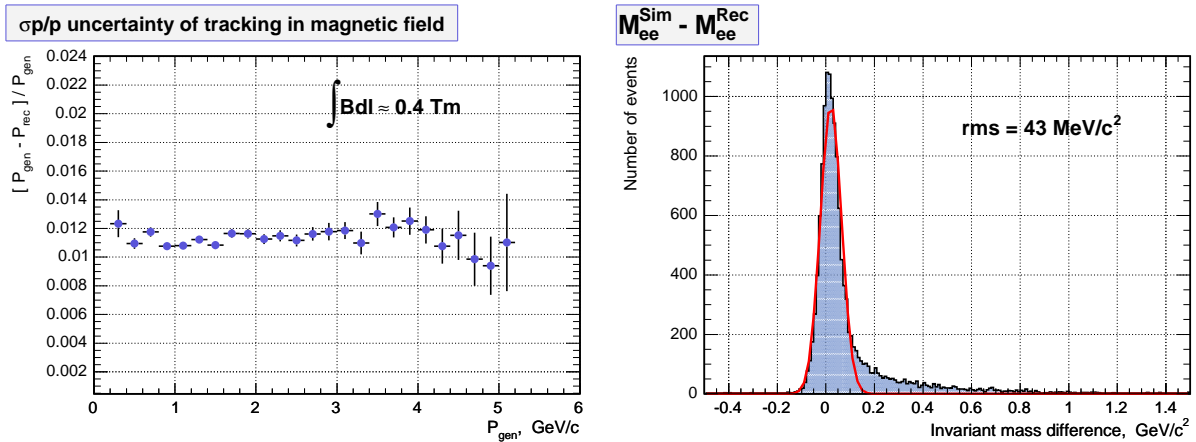 σp/p uncertainty of tracking in magnetic field
[ P_gen - P_rec ] / P_gen
0.024
0.022
0.02
0.018
0.016
0.014
0.012
0.01
0.008
0.006
0.004
0.002
∫ Bdl ≈ 0.4 Tm
0 1 2 3 4 5 6
P_gen, GeV/c
M_ee^Sim - M_ee^Rec
Number of events
1000
800
600
400
200
0
rms = 43 MeV/c²
-0.4 -0.2 0 0.2 0.4 0.6 0.8 1 1.2 1.4
Invariant mass difference, GeV/c²